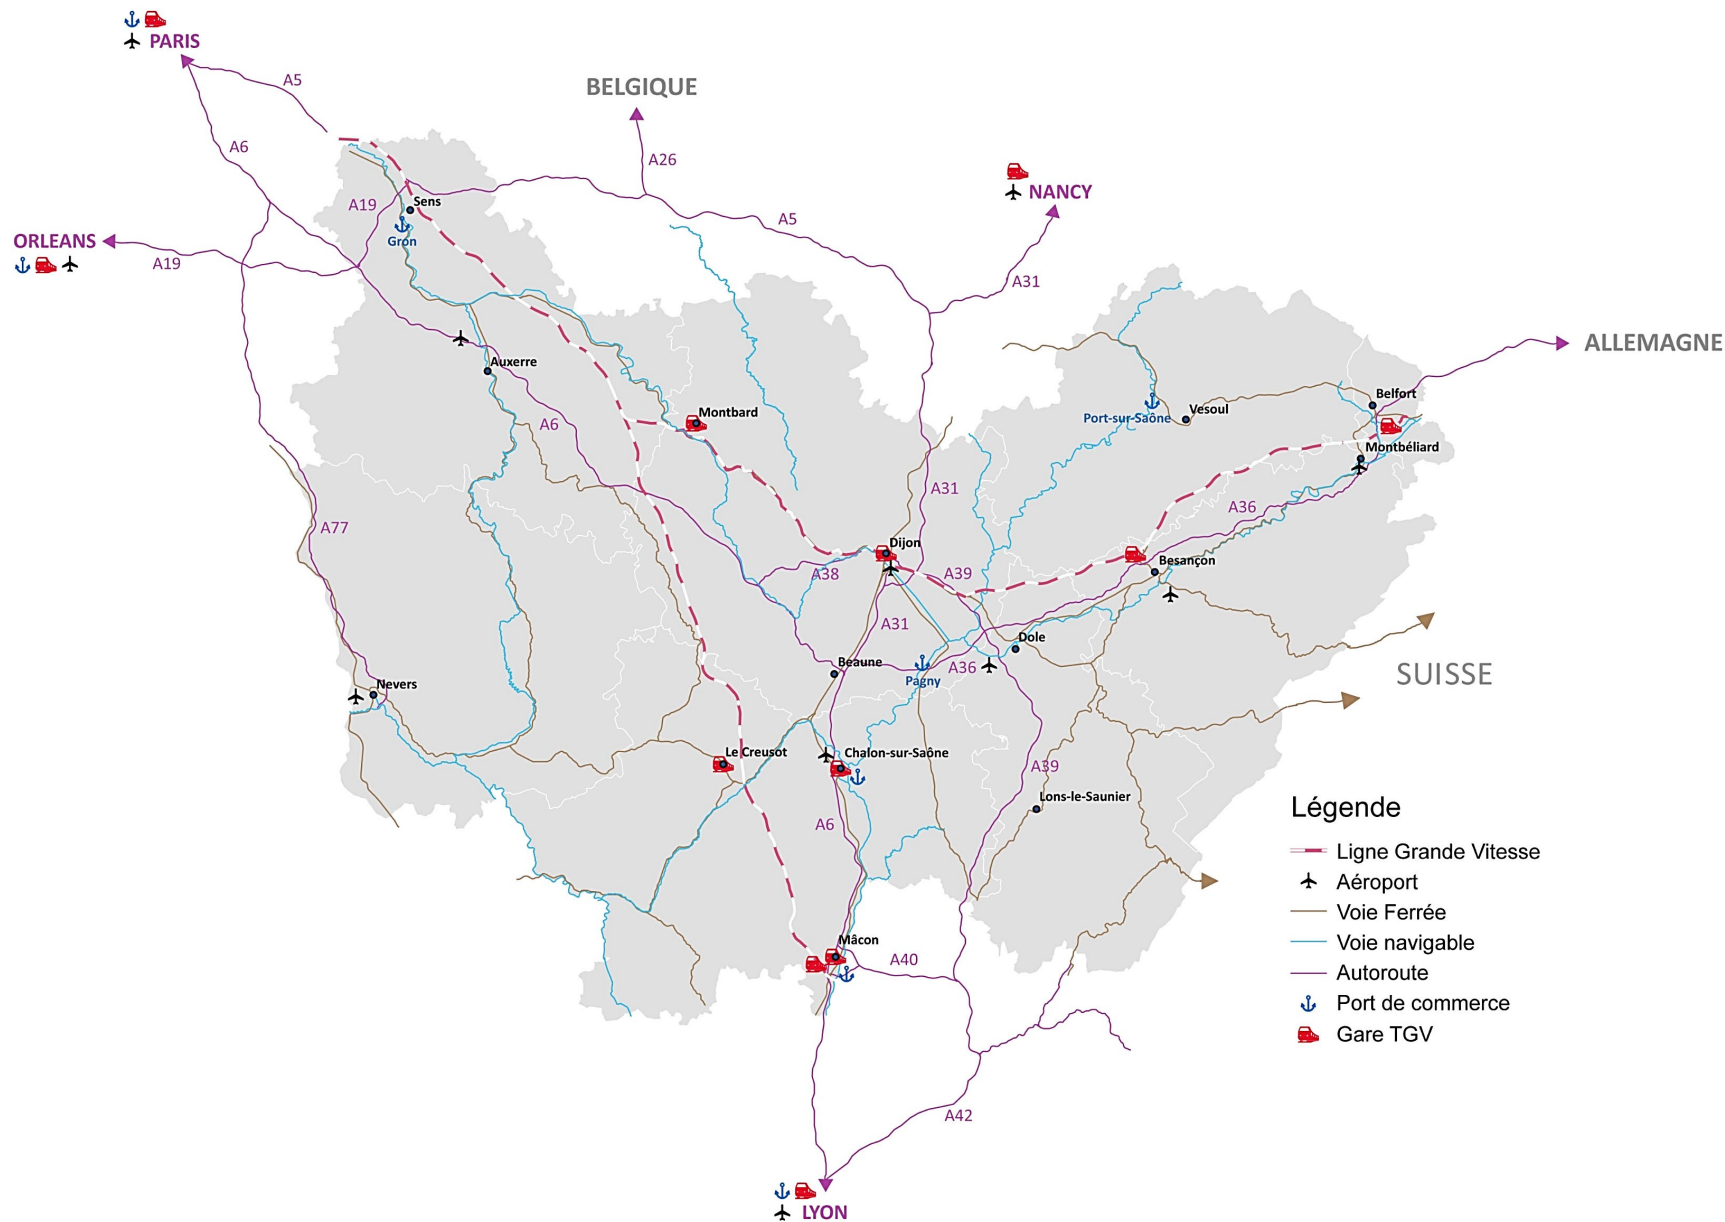 PARIS
A5
BELGIQUE
A6
A26
NANCY
A19
Sens
A5
ORLEANS
Gron
A19
A31
ALLEMAGNE
Auxerre
Belfort
Montbard
Vesoul
Port-sur-Saône
A6
Montbéliard
A31
A36
A77
Dijon
Besançon
A38
A39
A31
Dole
Beaune
A36
SUISSE
Pagny
Nevers
Le Creusot
Chalon-sur-Saône
A39
Lons-le-Saunier
A6
Légende
Ligne Grande Vitesse
Aéroport
Voie Ferrée
Voie navigable
Autoroute
Port de commerce
Gare TGV
Mâcon
A40
A42
LYON